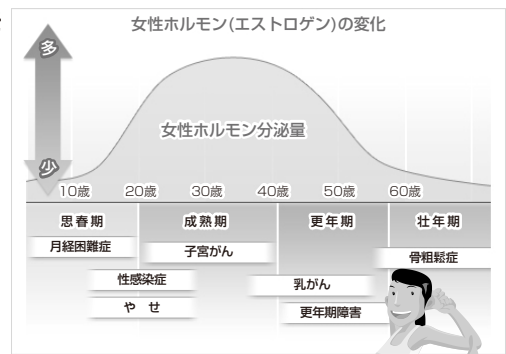 女性ホルモン(エストロゲン)の変化
多
女性ホルモン分泌量
少
10歳 20歳 30歳 40歳 50歳 60歳
思春期 成熟期 更年期 壮年期
月経困難症 子宮がん 骨粗鬆症
性感染症 乳がん
やせ 更年期障害